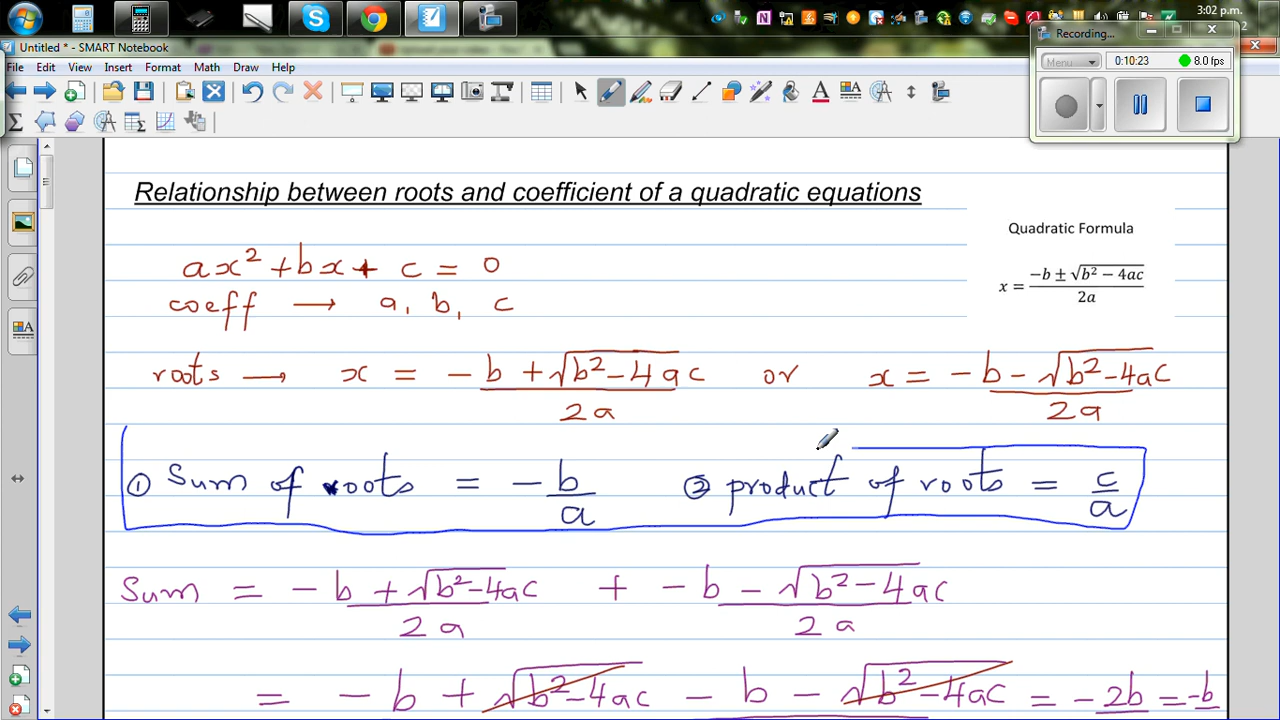 3:02 p.m.
Untitled * - SMART Notebook
Recording...
File Edit View Insert Format Math Draw Help
Menu 0:10:23 8.0 fps
Relationship between roots and coefficient of a quadratic equations
Quadratic Formula
x = (-b ± √(b² − 4ac)) / 2a
ax² + bx + c = 0
coeff → a, b, c
roots → x = (-b + √(b²-4ac)) / 2a or x = (-b - √(b²-4ac)) / 2a
① Sum of roots = -b/a ② product of roots = c/a
Sum = (-b + √(b²-4ac)) / 2a + (-b - √(b²-4ac)) / 2a
= -b + √(b²-4ac) - b - √(b²-4ac) = -2b = -b